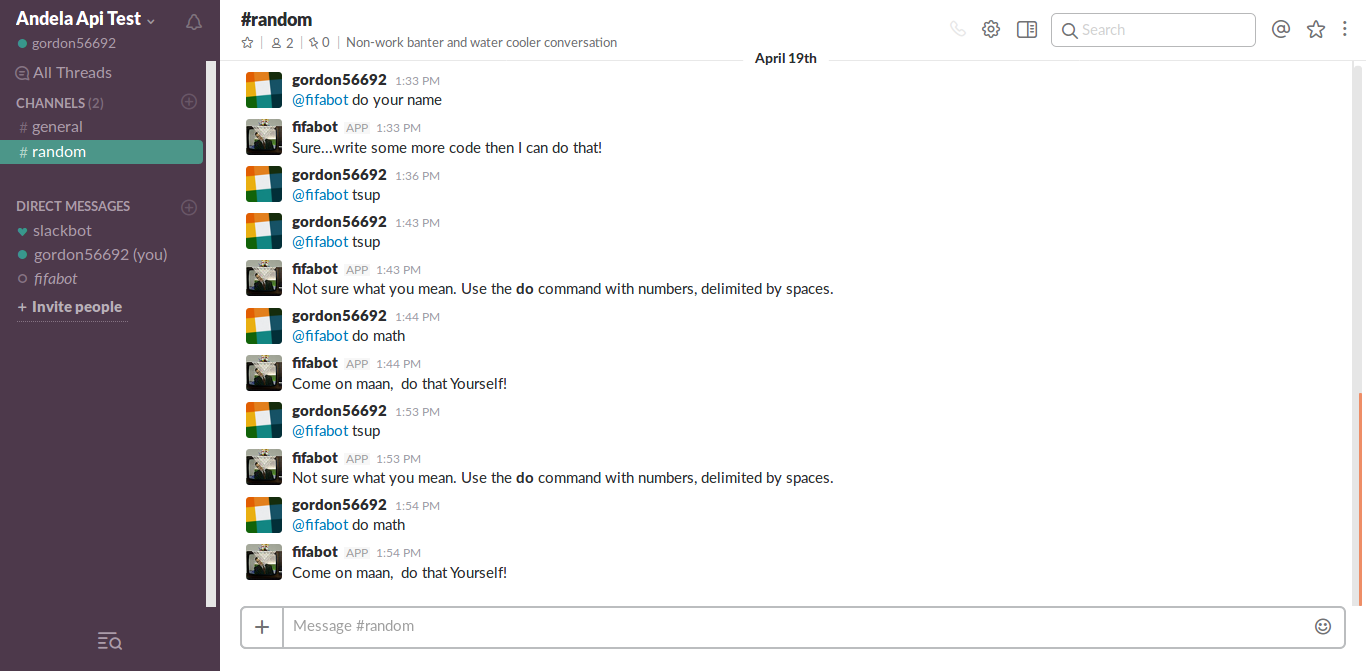 Andela Api Test
gordon56692
All Threads
CHANNELS (2)
# general
# random
DIRECT MESSAGES
slackbot
gordon56692 (you)
fifabot
+ Invite people
#random
2
0
Non-work banter and water cooler conversation
Search
April 19th
gordon56692 1:33 PM
@fifabot do your name
fifabot APP 1:33 PM
Sure...write some more code then I can do that!
gordon56692 1:36 PM
@fifabot tsup
gordon56692 1:43 PM
@fifabot tsup
fifabot APP 1:43 PM
Not sure what you mean. Use the do command with numbers, delimited by spaces.
gordon56692 1:44 PM
@fifabot do math
fifabot APP 1:44 PM
Come on maan,  do that Yourself!
gordon56692 1:53 PM
@fifabot tsup
fifabot APP 1:53 PM
Not sure what you mean. Use the do command with numbers, delimited by spaces.
gordon56692 1:54 PM
@fifabot do math
fifabot APP 1:54 PM
Come on maan,  do that Yourself!
Message #random